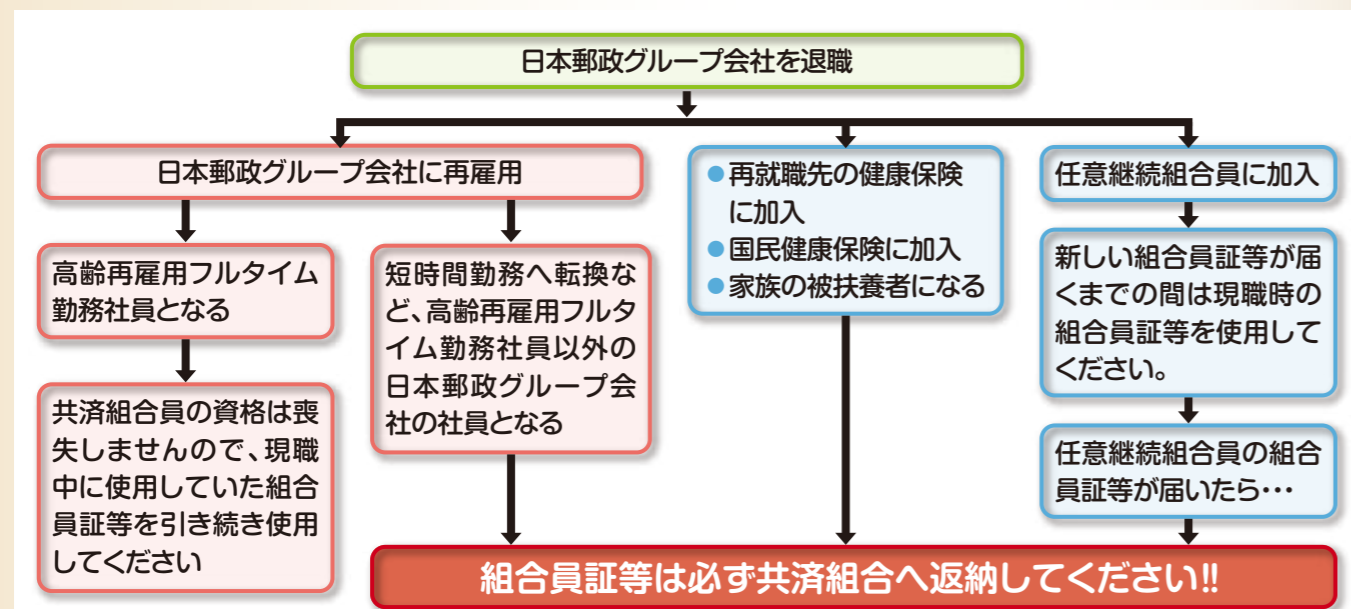 日本郵政グループ会社を退職
日本郵政グループ会社に再雇用
高齢再雇用フルタイム
勤務社員となる
共済組合員の資格は喪
失しませんので、現職
中に使用していた組合
員証等を引き続き使用
してください
短時間勤務へ転換な
ど、高齢再雇用フルタ
イム勤務社員以外の
日本郵政グループ会
社の社員となる
●再就職先の健康保険
に加入
●国民健康保険に加入
●家族の被扶養者になる
任意継続組合員に加入
新しい組合員証等が届
くまでの間は現職時の
組合員証等を使用して
ください。
任意継続組合員の組合
員証等が届いたら…
組合員証等は必ず共済組合へ返納してください!!